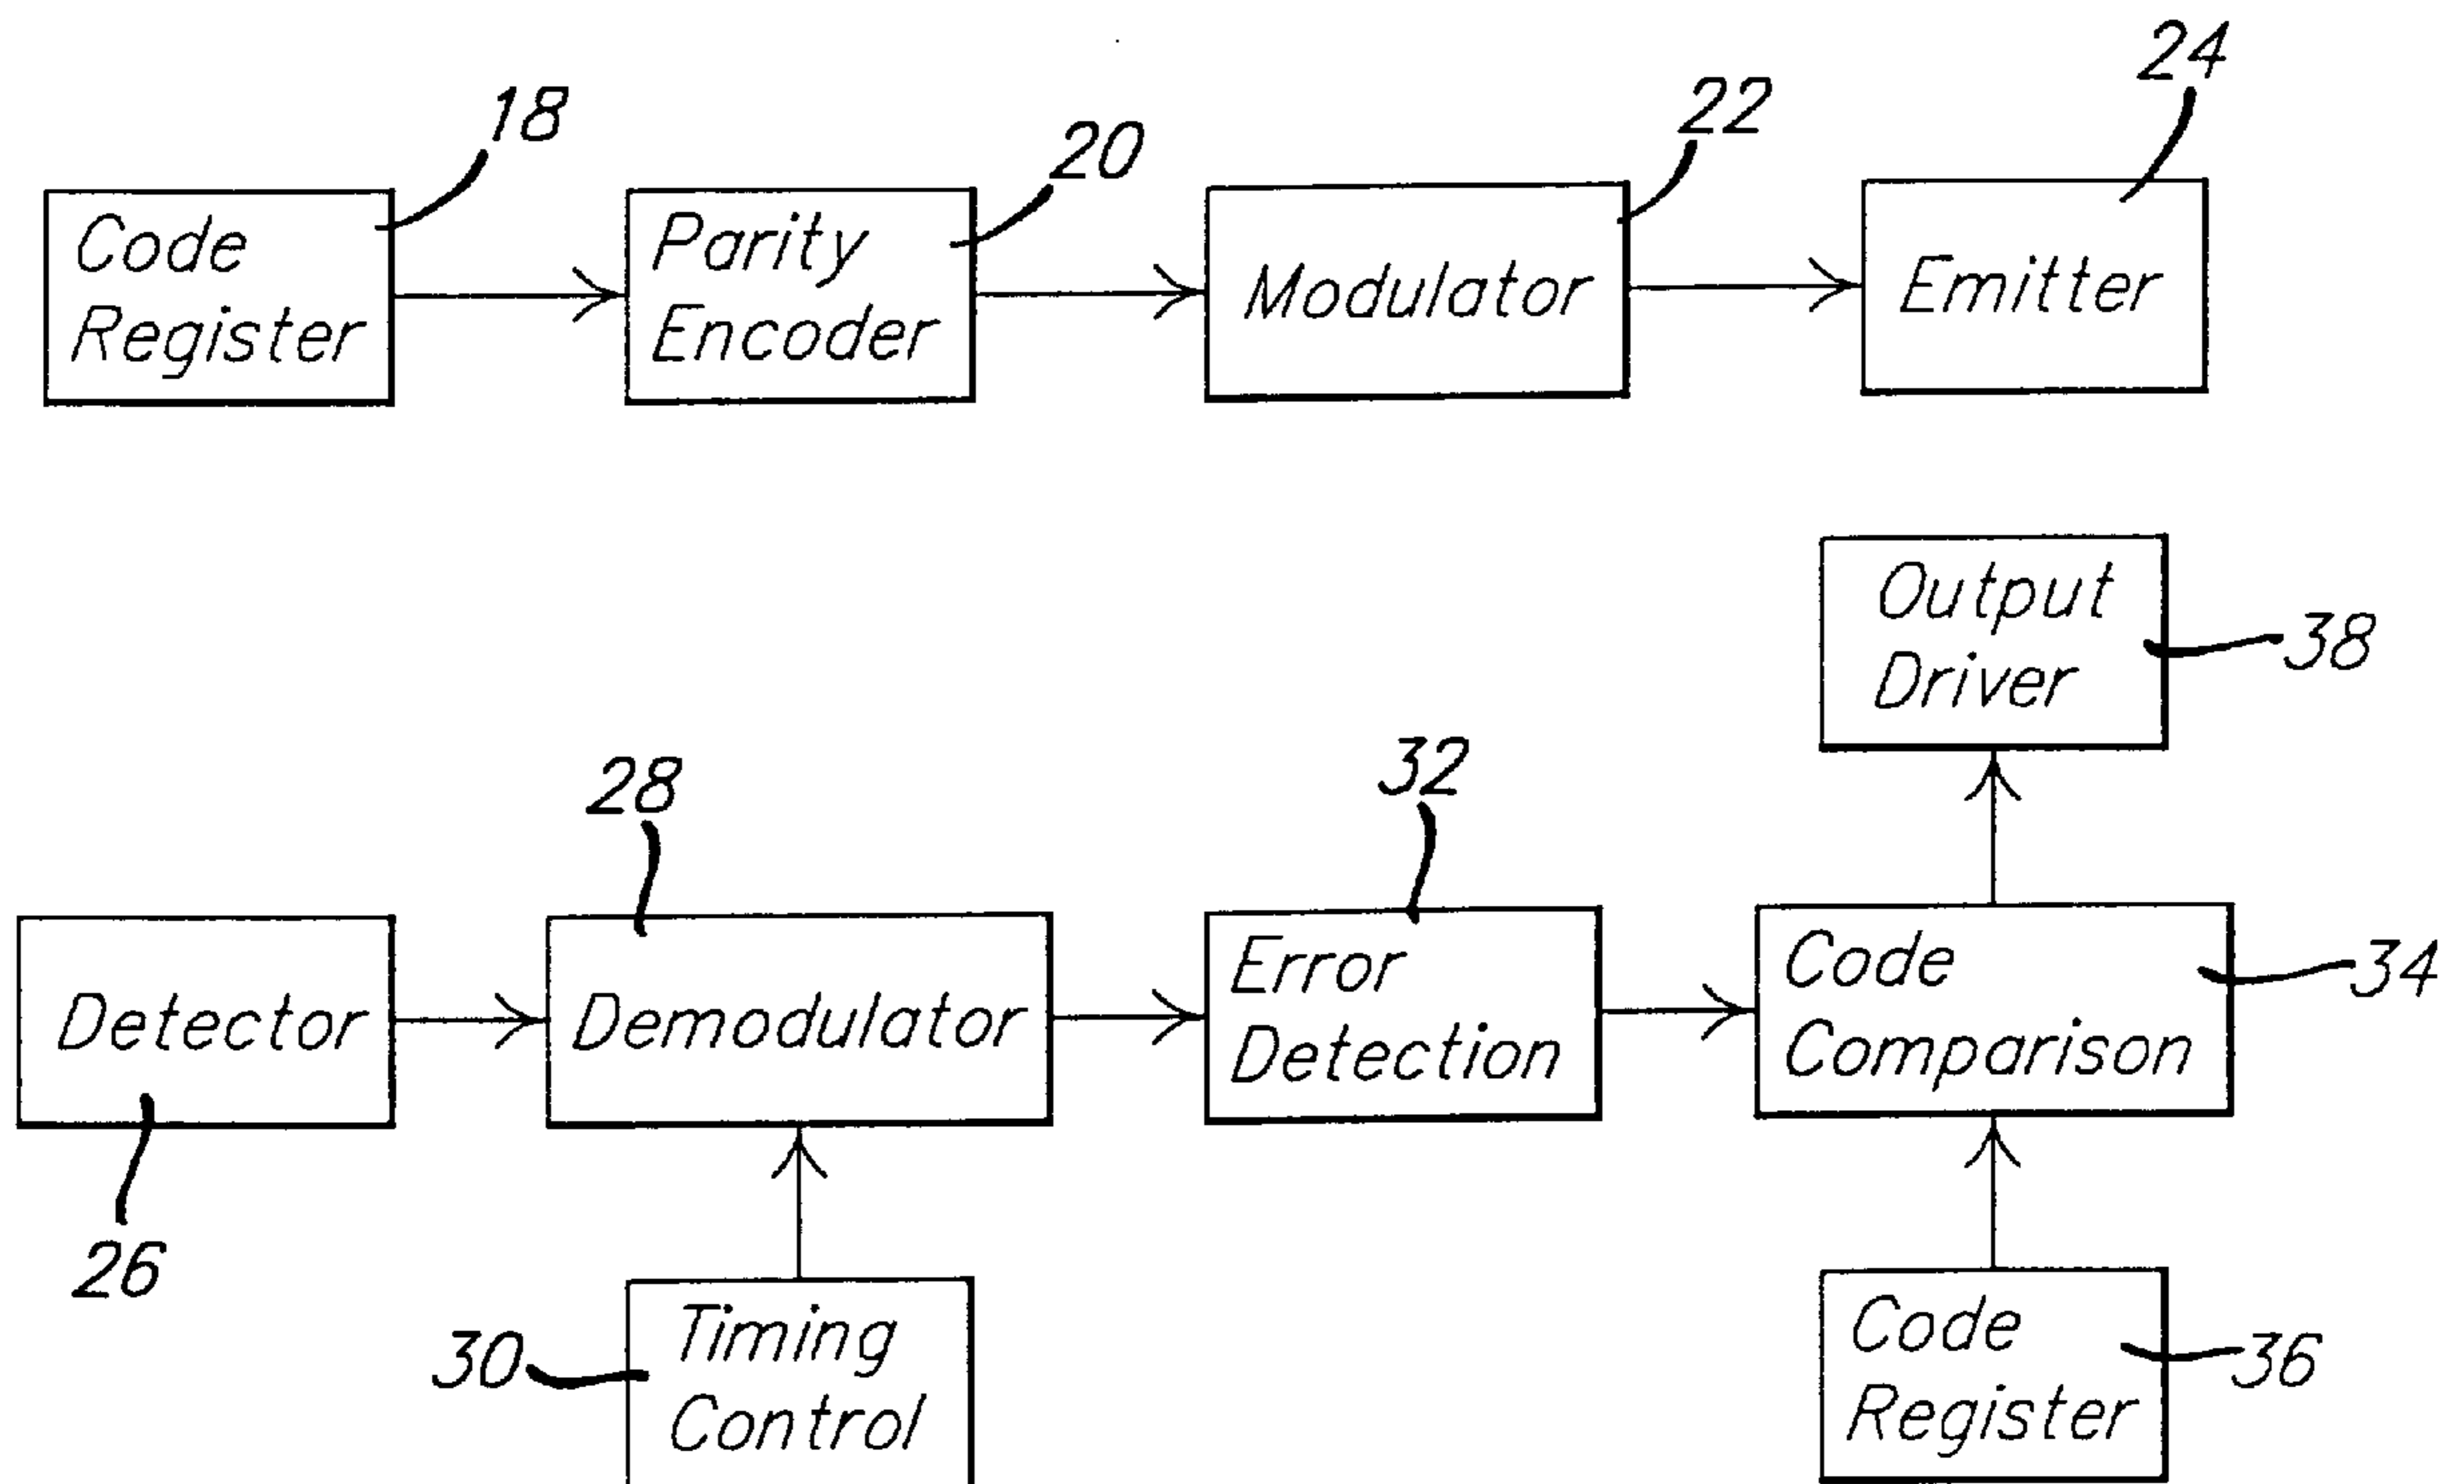 24
18
22
20
Code
Register
Parity
Encoder
Modulator
Emitter
Output
Driver
38
28
32
Detector
Demodulator
Error
Detection
Code
Comparison
34
26
30
Timing
Control
Code
Register
36